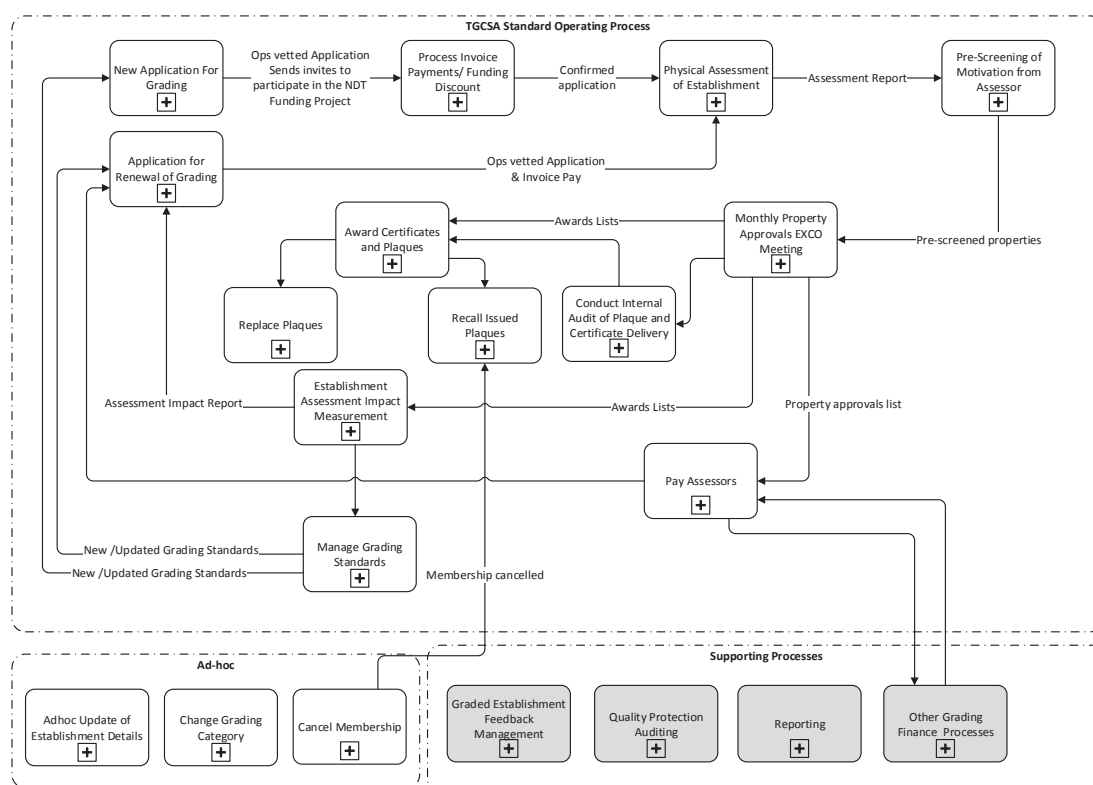 TGCSA Standard Operating Process
New Application For
Grading
Ops vetted Application
Sends invites to
participate in the NDT
Funding Project
Process Invoice
Payments/ Funding
Discount
Confirmed
application
Physical Assessment
of Establishment
Assessment Report
Pre-Screening of
Motivation from
Assessor
Application for
Renewal of Grading
Ops vetted Application
& Invoice Pay
Award Certificates
and Plaques
Awards Lists
Monthly Property
Approvals EXCO
Meeting
Pre-screened properties
Replace Plaques
Recall Issued
Plaques
Conduct Internal
Audit of Plaque and
Certificate Delivery
Assessment Impact Report
Establishment
Assessment Impact
Measurement
Awards Lists
Property approvals list
Pay Assessors
New /Updated Grading Standards
New /Updated Grading Standards
Manage Grading
Standards
Membership cancelled
Ad-hoc
Adhoc Update of
Establishment Details
Change Grading
Category
Cancel Membership
Supporting Processes
Graded Establishment
Feedback
Management
Quality Protection
Auditing
Reporting
Other Grading
Finance Processes